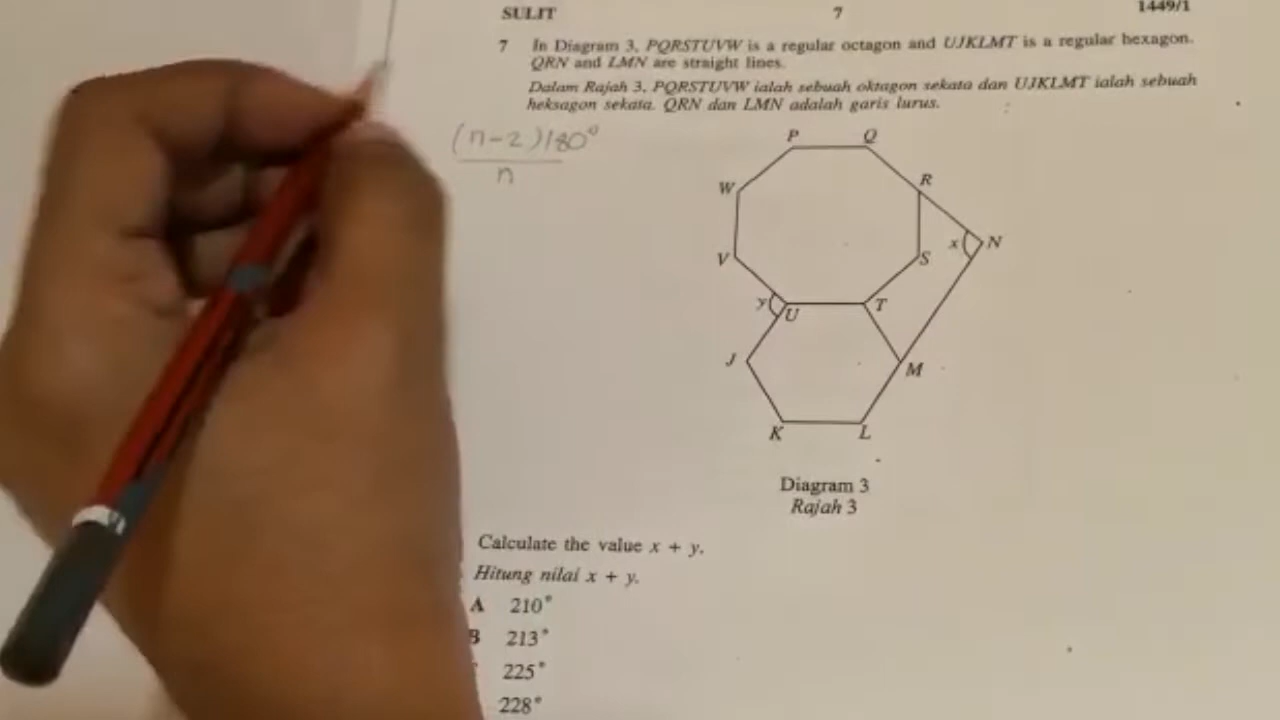 SULIT 7 1449/1
7 In Diagram 3, PQRSTUVW is a regular octagon and UJKLMT is a regular hexagon.
QRN and LMN are straight lines.
Dalam Rajah 3, PQRSTUVW ialah sebuah oktagon sekata dan UJKLMT ialah sebuah
heksagon sekata. QRN dan LMN adalah garis lurus.
(n-2)180°
n
P Q
W R
x N
V S
y U T
J M
K L
Diagram 3
Rajah 3
Calculate the value x + y.
Hitung nilai x + y.
A 210°
B 213°
225°
228°